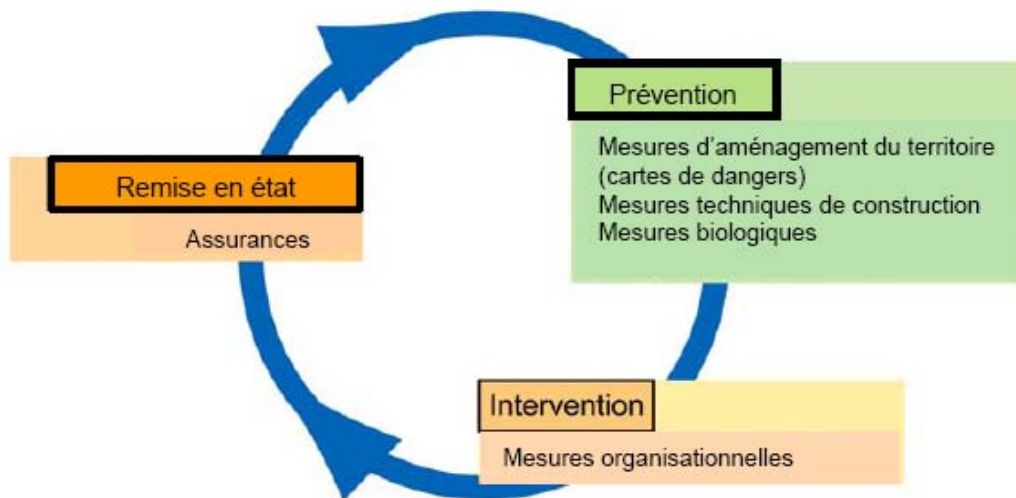 Prévention
Mesures d'aménagement du territoire
(cartes de dangers)
Mesures techniques de construction
Mesures biologiques
Remise en état
Assurances
Intervention
Mesures organisationnelles